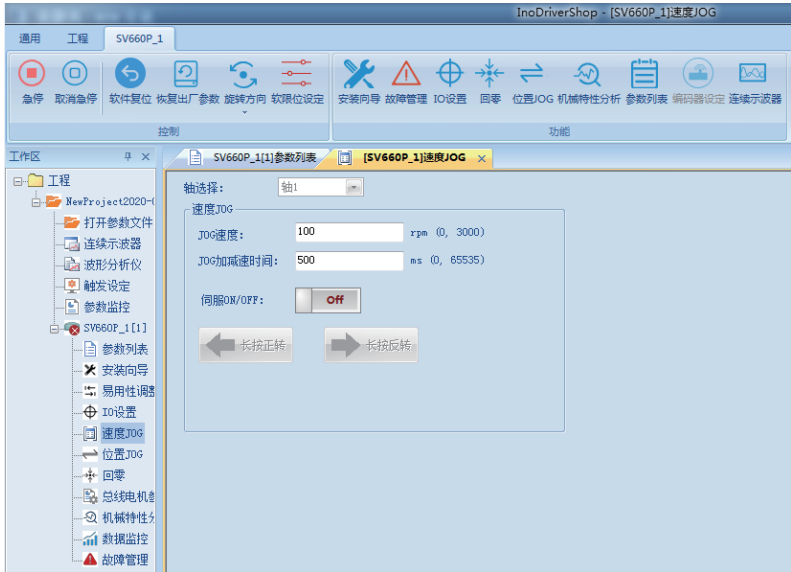 InoDriverShop - [SV660P_1]速度JOG
通用 工程 SV660P_1
急停 取消急停 软件复位 恢复出厂参数 旋转方向 软限位设定 安装向导 故障管理 IO设置 回零 位置JOG 机械特性分析 参数列表 编码器设定 连续示波器
控制 功能
工作区 SV660P_1[1]参数列表 [SV660P_1]速度JOG
工程
NewProject2020-(
打开参数文件
连续示波器
波形分析仪
触发设定
参数监控
SV660P_1[1]
参数列表
安装向导
易用性调整
IO设置
速度JOG
位置JOG
回零
总线电机参
机械特性分
数据监控
故障管理
轴选择: 轴1
速度JOG
JOG速度: 100 rpm (0, 3000)
JOG加减速时间: 500 ms (0, 65535)
伺服ON/OFF: Off
长按正转 长按反转